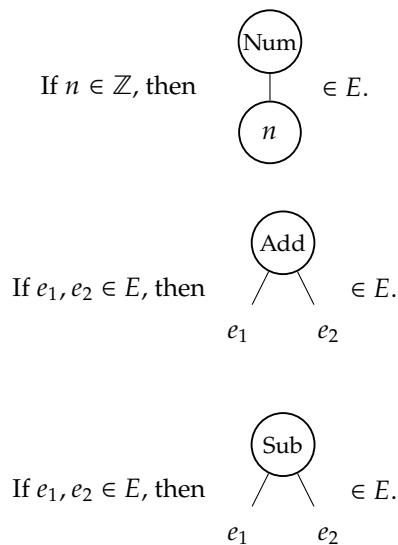 Num
If n ∈ ℤ, then
∈ E.
n
Add
If e₁, e₂ ∈ E, then
∈ E.
e₁
e₂
Sub
If e₁, e₂ ∈ E, then
∈ E.
e₁
e₂